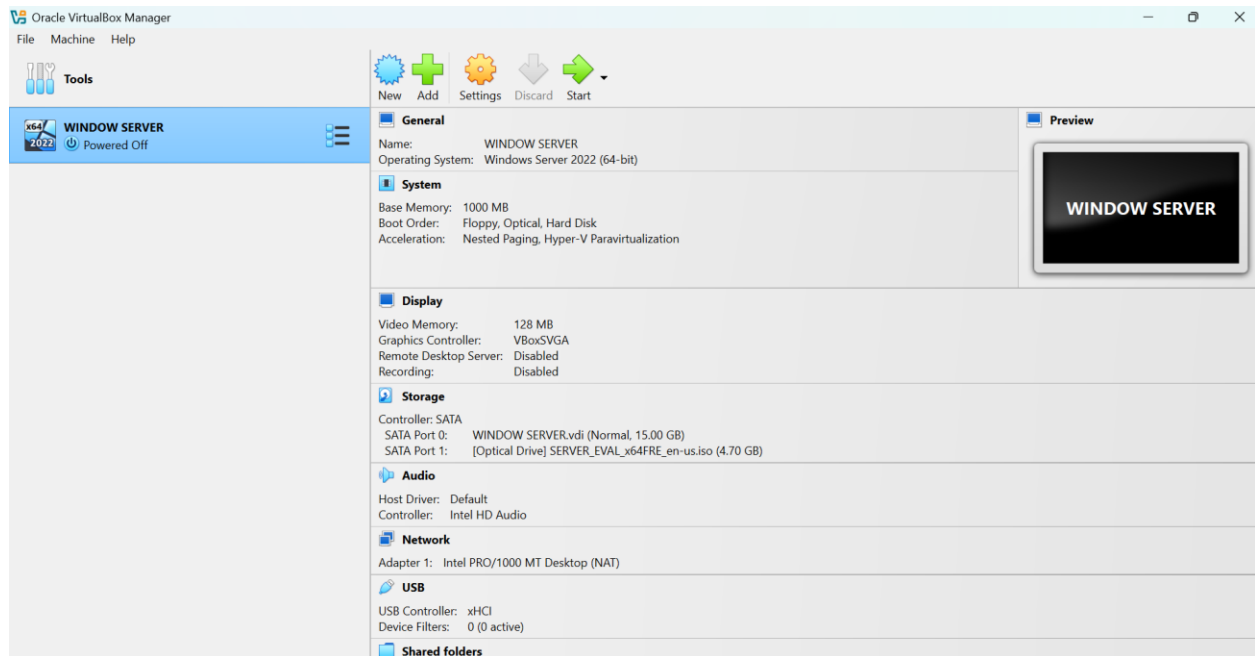 Oracle VirtualBox Manager
File Machine Help
Tools
New Add Settings Discard Start
x64 2022
WINDOW SERVER
Powered Off
General
Name: WINDOW SERVER
Operating System: Windows Server 2022 (64-bit)
Preview
WINDOW SERVER
System
Base Memory: 1000 MB
Boot Order: Floppy, Optical, Hard Disk
Acceleration: Nested Paging, Hyper-V Paravirtualization
Display
Video Memory: 128 MB
Graphics Controller: VBoxSVGA
Remote Desktop Server: Disabled
Recording: Disabled
Storage
Controller: SATA
SATA Port 0: WINDOW SERVER.vdi (Normal, 15.00 GB)
SATA Port 1: [Optical Drive] SERVER_EVAL_x64FRE_en-us.iso (4.70 GB)
Audio
Host Driver: Default
Controller: Intel HD Audio
Network
Adapter 1: Intel PRO/1000 MT Desktop (NAT)
USB
USB Controller: xHCI
Device Filters: 0 (0 active)
Shared folders